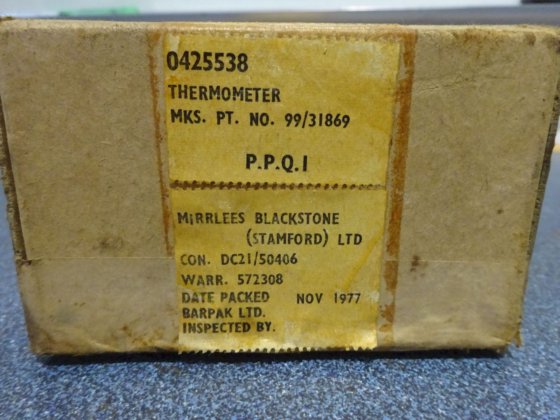 0425538
THERMOMETER
MKS. PT. NO. 99/31869
P.P.Q.1
MIRRLEES BLACKSTONE
(STAMFORD) LTD
CON. DC21/50406
WARR. 572308
DATE PACKED NOV 1977
BARPAK LTD.
INSPECTED BY.